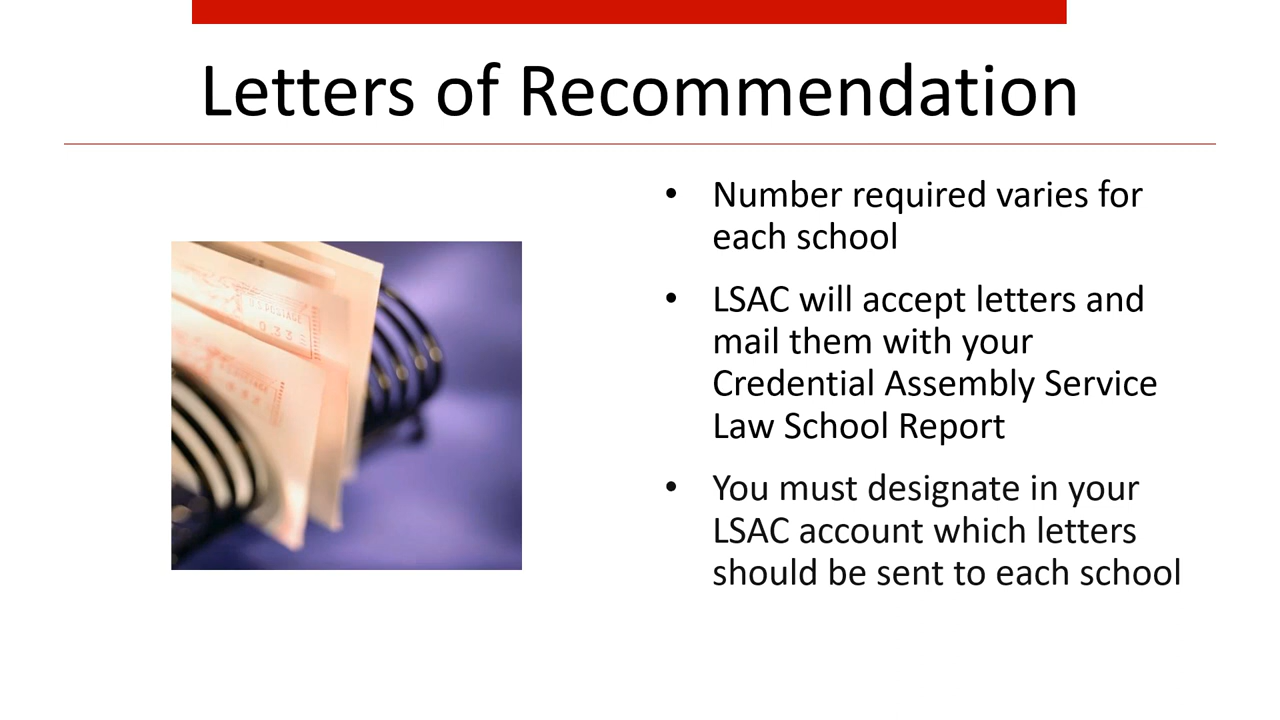 Letters of Recommendation
• Number required varies for
each school
• LSAC will accept letters and
mail them with your
Credential Assembly Service
Law School Report
• You must designate in your
LSAC account which letters
should be sent to each school